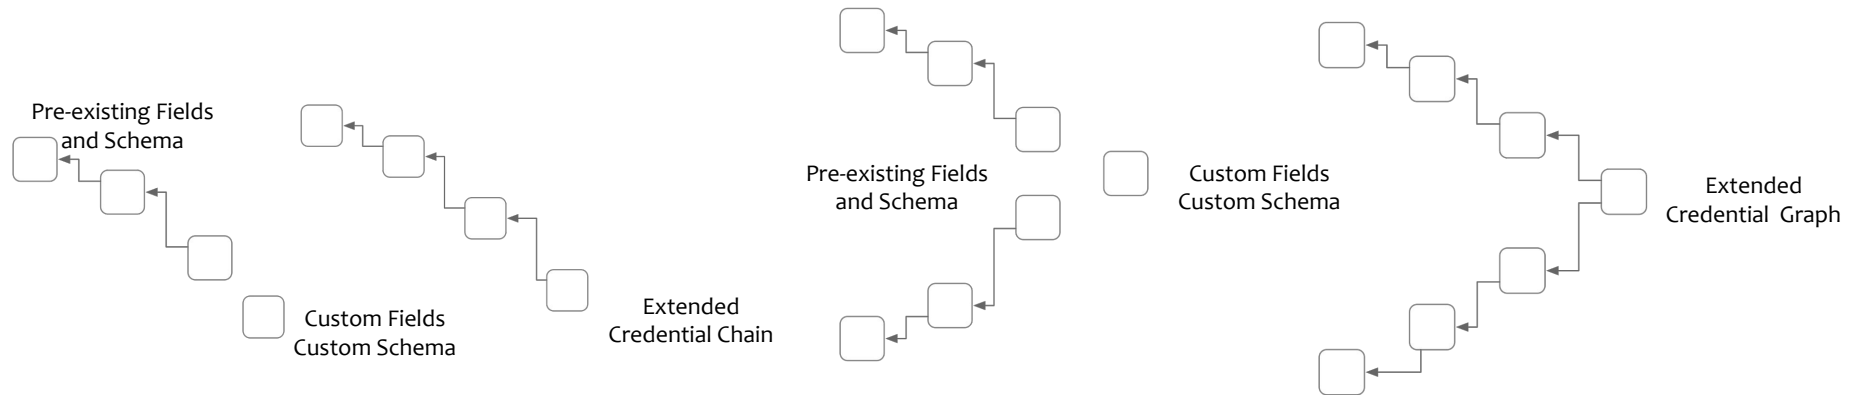 Pre-existing Fields
and Schema
Custom Fields
Custom Schema
Extended
Credential Chain
Pre-existing Fields
and Schema
Custom Fields
Custom Schema
Extended
Credential Graph